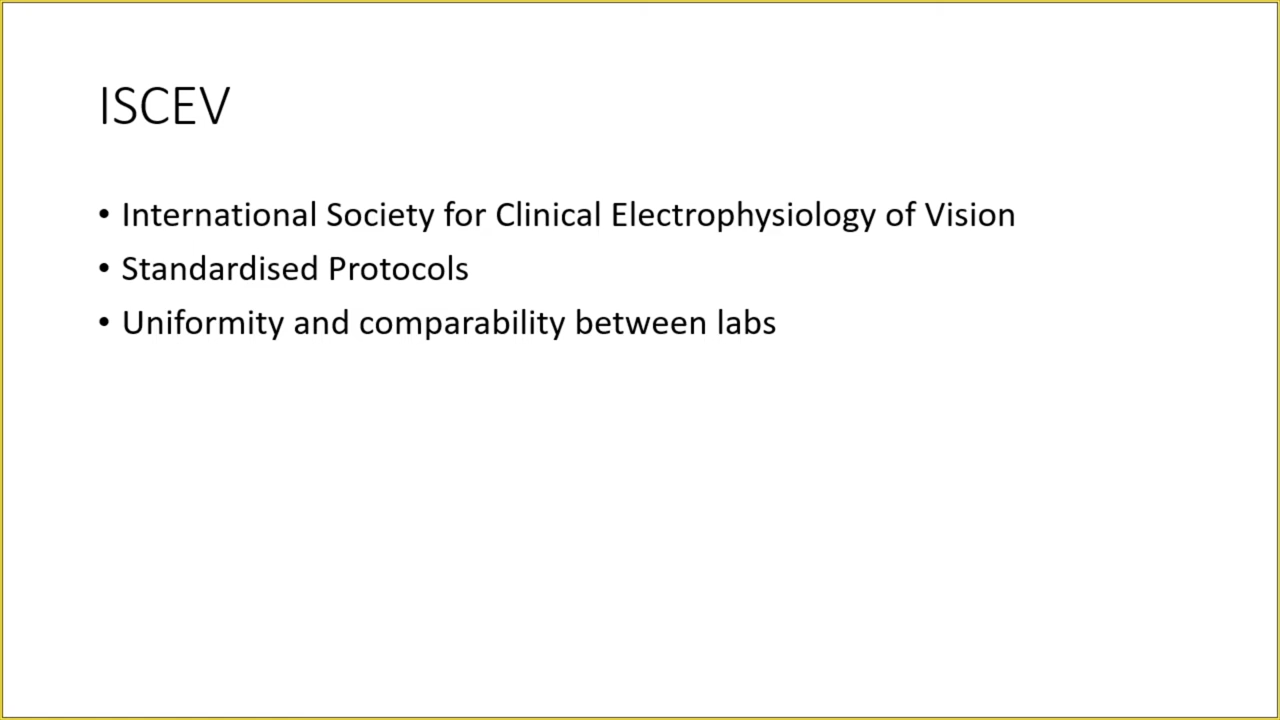 ISCEV
• International Society for Clinical Electrophysiology of Vision
• Standardised Protocols
• Uniformity and comparability between labs